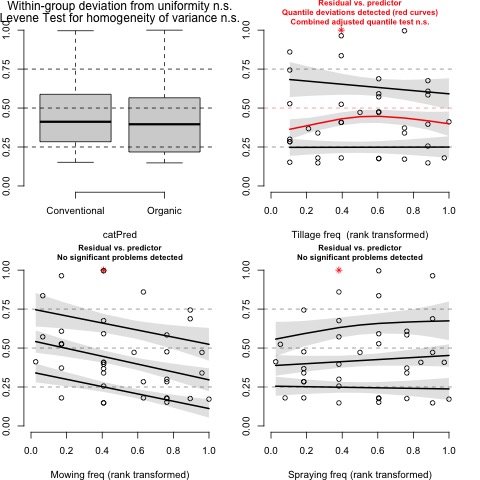 Within-group deviation from uniformity n.s.
Levene Test for homogeneity of variance n.s.
0.00 0.25 0.50 0.75 1.00
Conventional Organic
catPred
Residual vs. predictor
Quantile deviations detected (red curves)
Combined adjusted quantile test n.s.
0.00 0.25 0.50 0.75 1.00
0.0 0.2 0.4 0.6 0.8 1.0
Tillage freq (rank transformed)
Residual vs. predictor
No significant problems detected
0.00 0.25 0.50 0.75 1.00
0.0 0.2 0.4 0.6 0.8 1.0
Mowing freq (rank transformed)
Residual vs. predictor
No significant problems detected
0.00 0.25 0.50 0.75 1.00
0.0 0.2 0.4 0.6 0.8 1.0
Spraying freq (rank transformed)